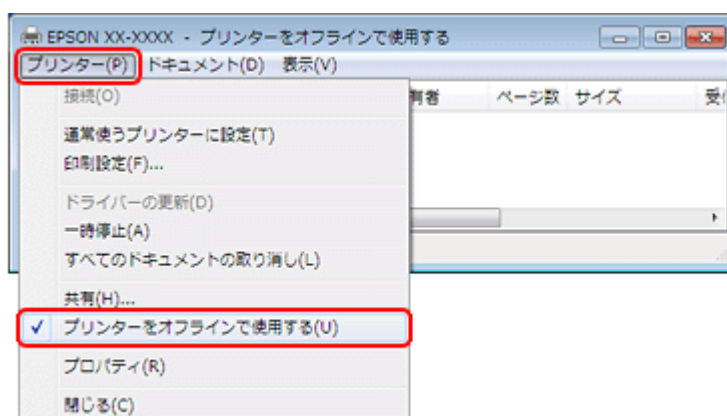 EPSON XX-XXXX - プリンターをオフラインで使用する
プリンター(P) ドキュメント(D) 表示(V)
接続(O)
有者 ページ数 サイズ
通常使うプリンターに設定(T)
印刷設定(F)...
ドライバーの更新(D)
一時停止(A)
すべてのドキュメントの取り消し(L)
共有(H)...
プリンターをオフラインで使用する(U)
プロパティ(R)
閉じる(C)